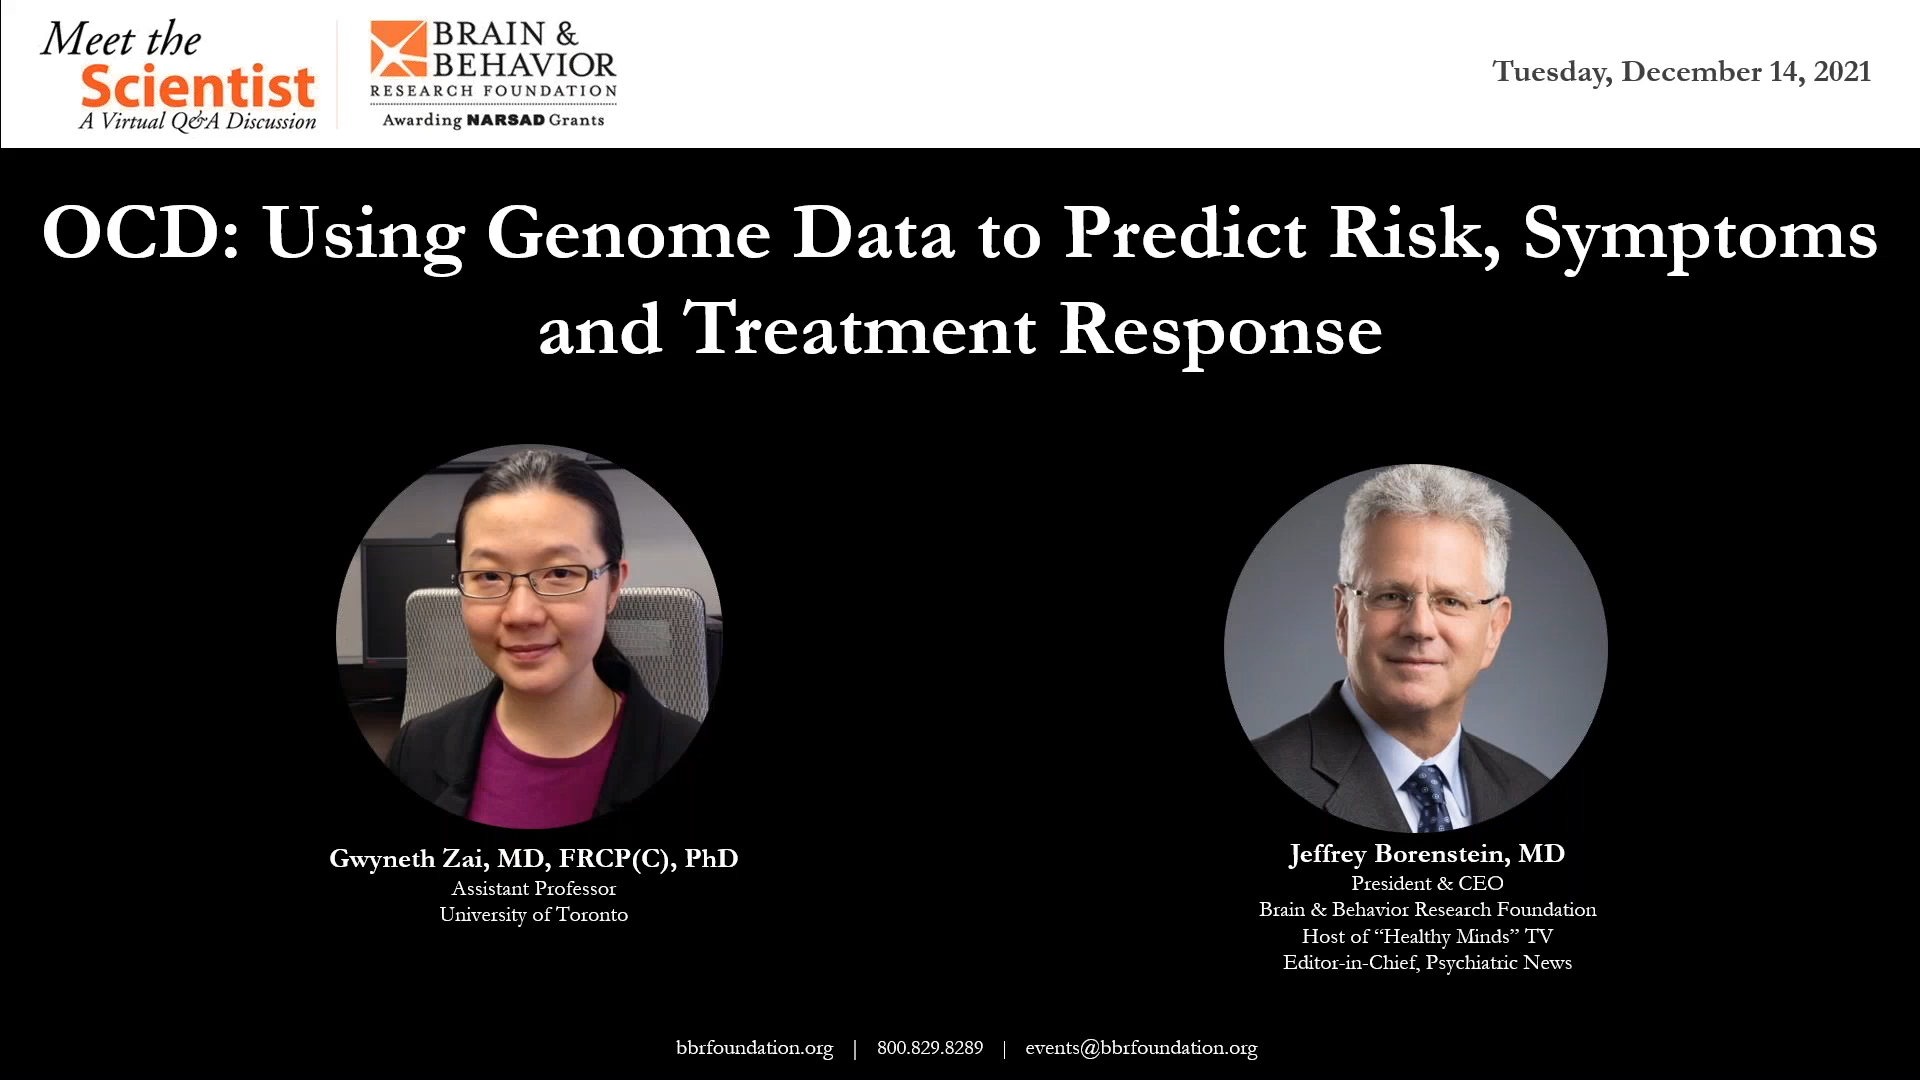 Meet the
Scientist
A Virtual Q&A Discussion
BRAIN &
BEHAVIOR
RESEARCH FOUNDATION
Awarding NARSAD Grants
Tuesday, December 14, 2021
OCD: Using Genome Data to Predict Risk, Symptoms
and Treatment Response
Gwyneth Zai, MD, FRCP(C), PhD
Assistant Professor
University of Toronto
Jeffrey Borenstein, MD
President & CEO
Brain & Behavior Research Foundation
Host of “Healthy Minds” TV
Editor-in-Chief, Psychiatric News
bbrfoundation.org | 800.829.8289 | events@bbrfoundation.org